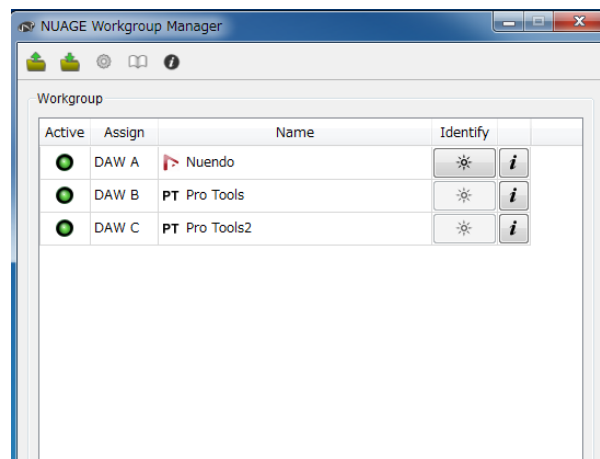 NUAGE Workgroup Manager
Workgroup
Active Assign Name Identify
DAW A Nuendo i
DAW B PT Pro Tools i
DAW C PT Pro Tools2 i